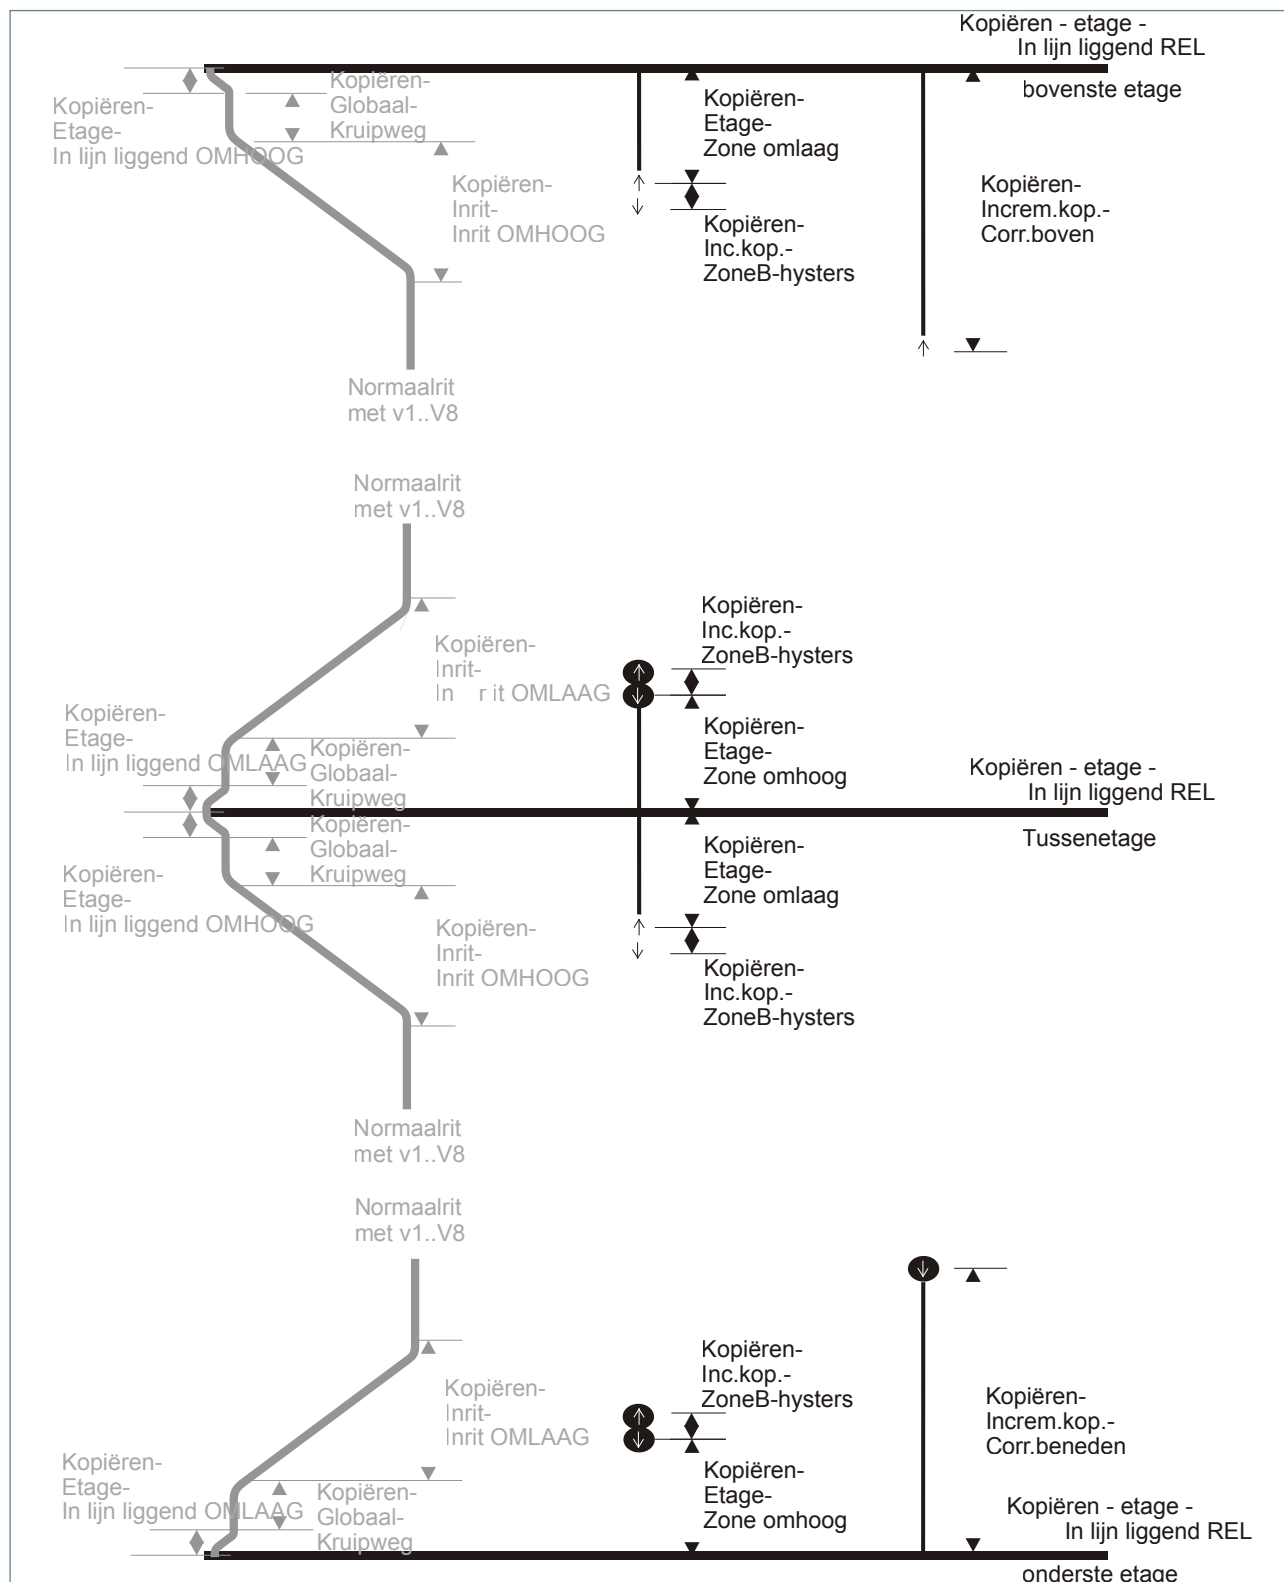 Kopiëren - etage -
In lijn liggend REL
bovenste etage
Kopiëren-
Etage-
In lijn liggend OMHOOG
Kopiëren-
Globaal-
Kruipweg
Kopiëren-
Inrit-
Inrit OMHOOG
Kopiëren-
Etage-
Zone omlaag
Kopiëren-
Inc.kop.-
ZoneB-hysters
Kopiëren-
Increm.kop.-
Corr.boven
Normaalrit
met v1..V8
Normaalrit
met v1..V8
Kopiëren-
Inrit-
In r it OMLAAG
Kopiëren-
Inc.kop.-
ZoneB-hysters
Kopiëren-
Etage-
In lijn liggend OMLAAG
Kopiëren-
Globaal-
Kruipweg
Kopiëren-
Etage-
Zone omhoog
Kopiëren - etage -
In lijn liggend REL
Tussenetage
Kopiëren-
Globaal-
Kruipweg
Kopiëren-
Etage-
In lijn liggend OMHOOG
Kopiëren-
Inrit-
Inrit OMHOOG
Kopiëren-
Etage-
Zone omlaag
Kopiëren-
Inc.kop.-
ZoneB-hysters
Normaalrit
met v1..V8
Normaalrit
met v1..V8
Kopiëren-
Inrit-
Inrit OMLAAG
Kopiëren-
Inc.kop.-
ZoneB-hysters
Kopiëren-
Increm.kop.-
Corr.beneden
Kopiëren-
Etage-
In lijn liggend OMLAAG
Kopiëren-
Globaal-
Kruipweg
Kopiëren-
Etage-
Zone omhoog
Kopiëren - etage -
In lijn liggend REL
onderste etage